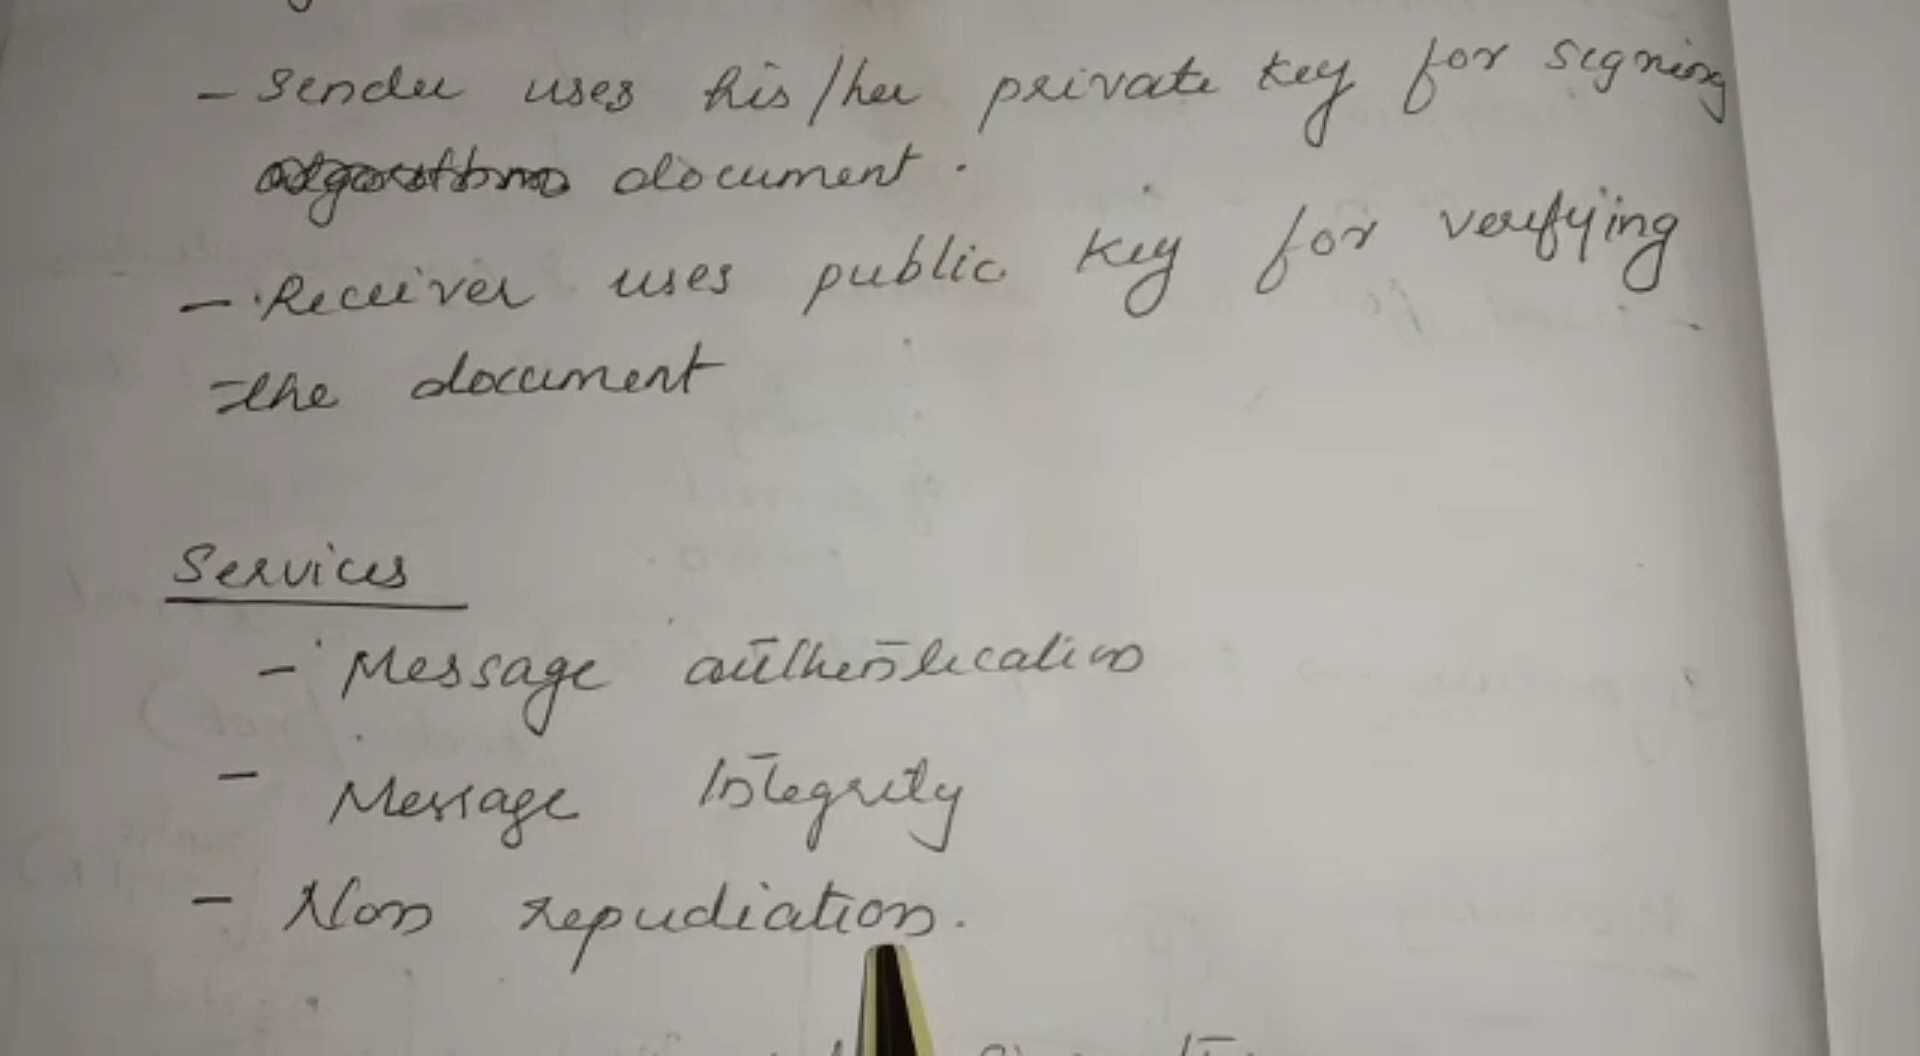 - Sender uses his/her private key for signing
document.
- Receiver uses public key for verifying
the document
Services
- Message authentication
- Message Integrity
- Non repudiation.